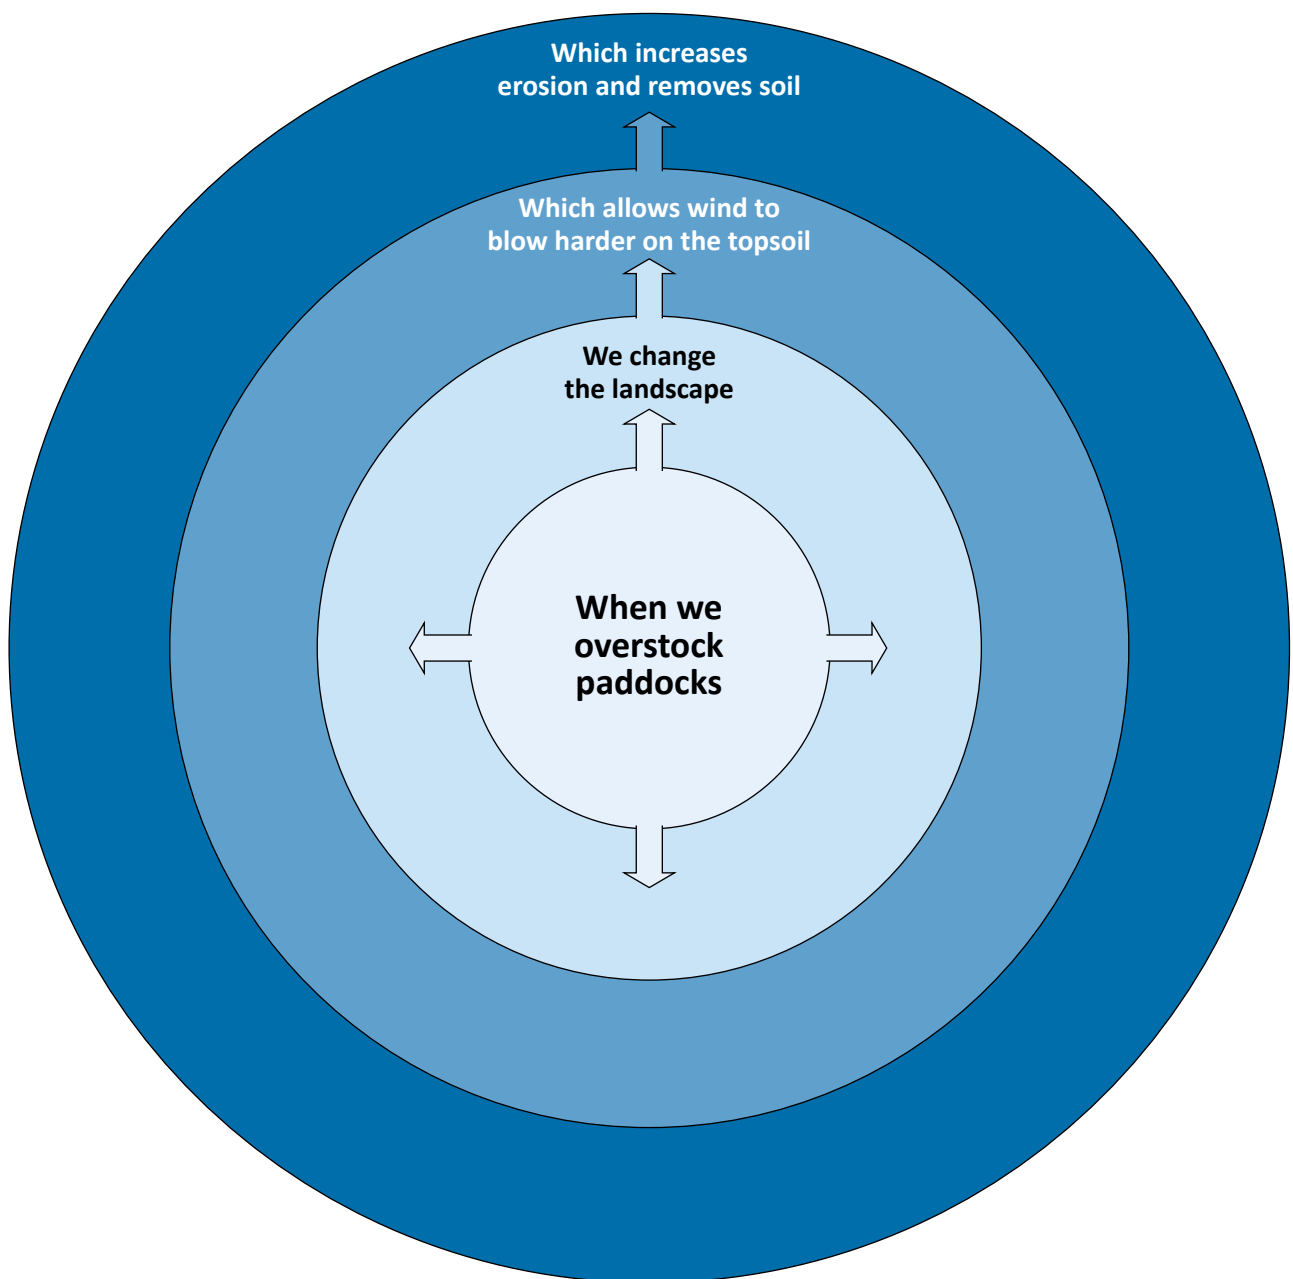 Which increases
erosion and removes soil
Which allows wind to
blow harder on the topsoil
We change
the landscape
When we
overstock
paddocks